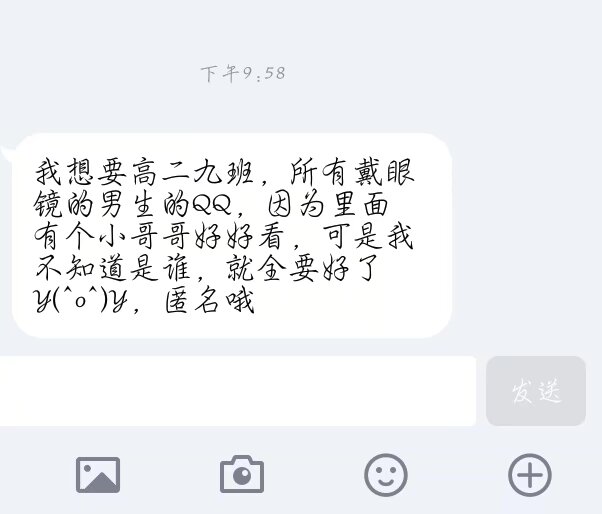 下午9:58
我想要高二九班，所有戴眼
镜的男生的QQ，因为里面
有个小哥哥好好看，可是我
不知道是谁，就全要好了
Y(^o^)Y，匿名哦
发送